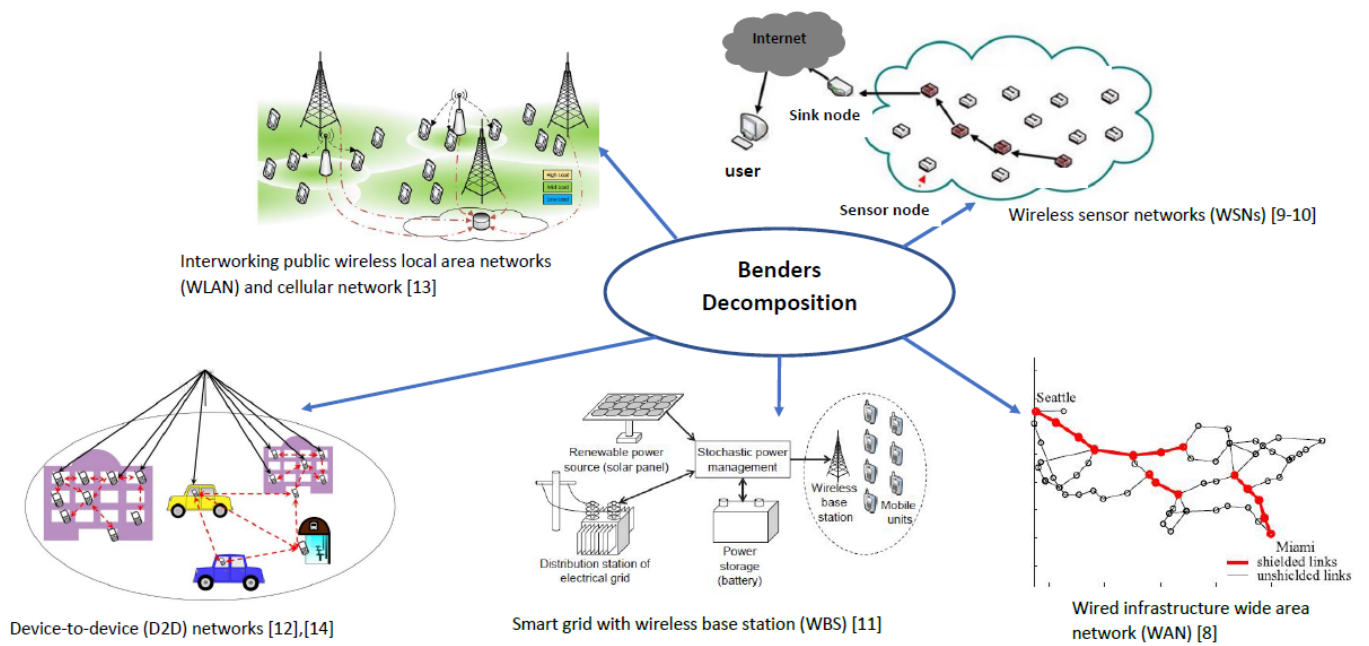 Internet
Sink node
user
Sensor node
Wireless sensor networks (WSNs) [9-10]
High Load
Mid Load
Low Load
Interworking public wireless local area networks
(WLAN) and cellular network [13]
Benders
Decomposition
Device-to-device (D2D) networks [12],[14]
Renewable power
source (solar panel)
Stochastic power
management
Wireless
base
station
Mobile
units
Distribution station of
electrical grid
Power
storage
(battery)
Smart grid with wireless base station (WBS) [11]
Seattle
Miami
shielded links
unshielded links
Wired infrastructure wide area
network (WAN) [8]